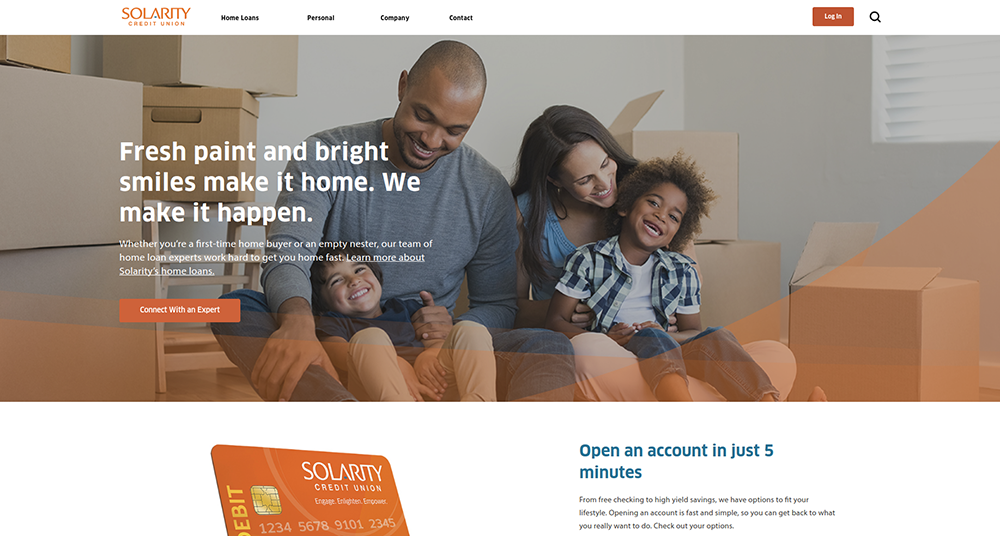 SOLARITY
CREDIT UNION
Home Loans
Personal
Company
Contact
Log In
Fresh paint and bright
smiles make it home. We
make it happen.
Whether you're a first-time home buyer or an empty nester, our team of
home loan experts work hard to get you home fast. Learn more about
Solarity's home loans.
Connect With an Expert
SOLARITY
CREDIT UNION
Engage. Enlighten. Empower.
DEBIT
1234 5678 9101 2345
Open an account in just 5
minutes
From free checking to high yield savings, we have options to fit your
lifestyle. Opening an account is fast and simple, so you can get back to what
you really want to do. Check out your options.